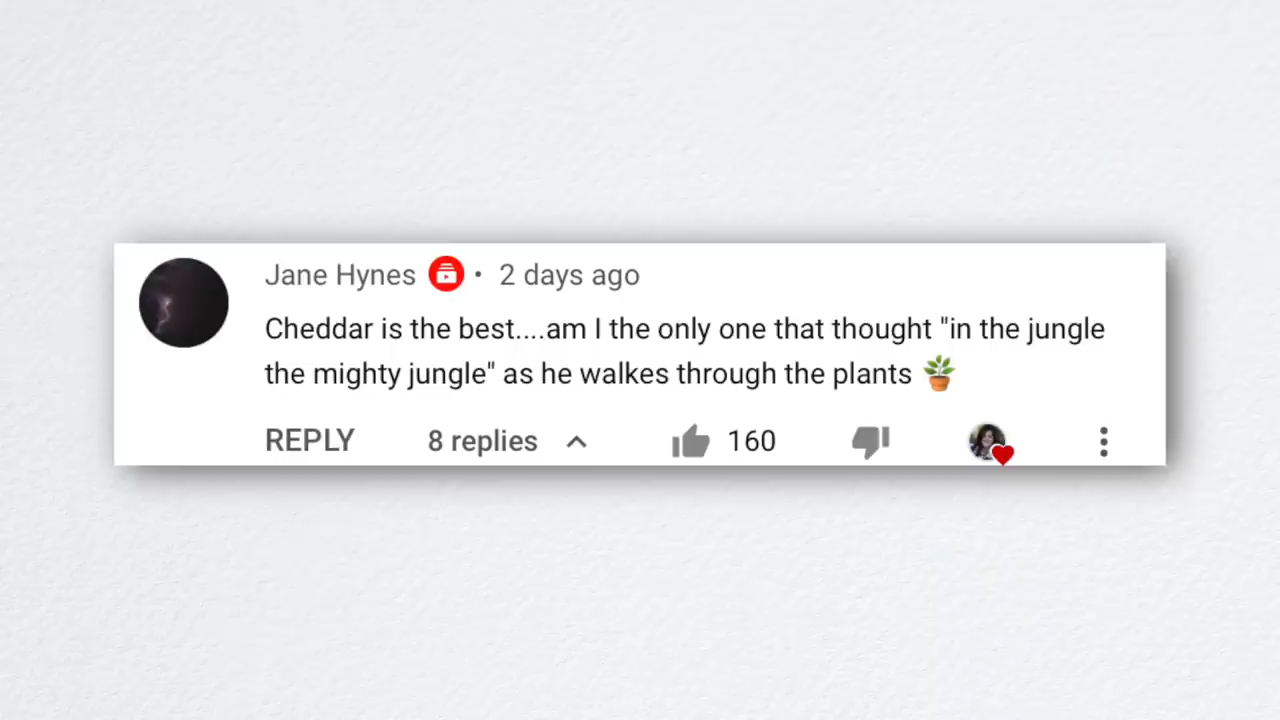 Jane Hynes • 2 days ago
Cheddar is the best....am I the only one that thought "in the jungle
the mighty jungle" as he walkes through the plants 🪴
REPLY 8 replies 160